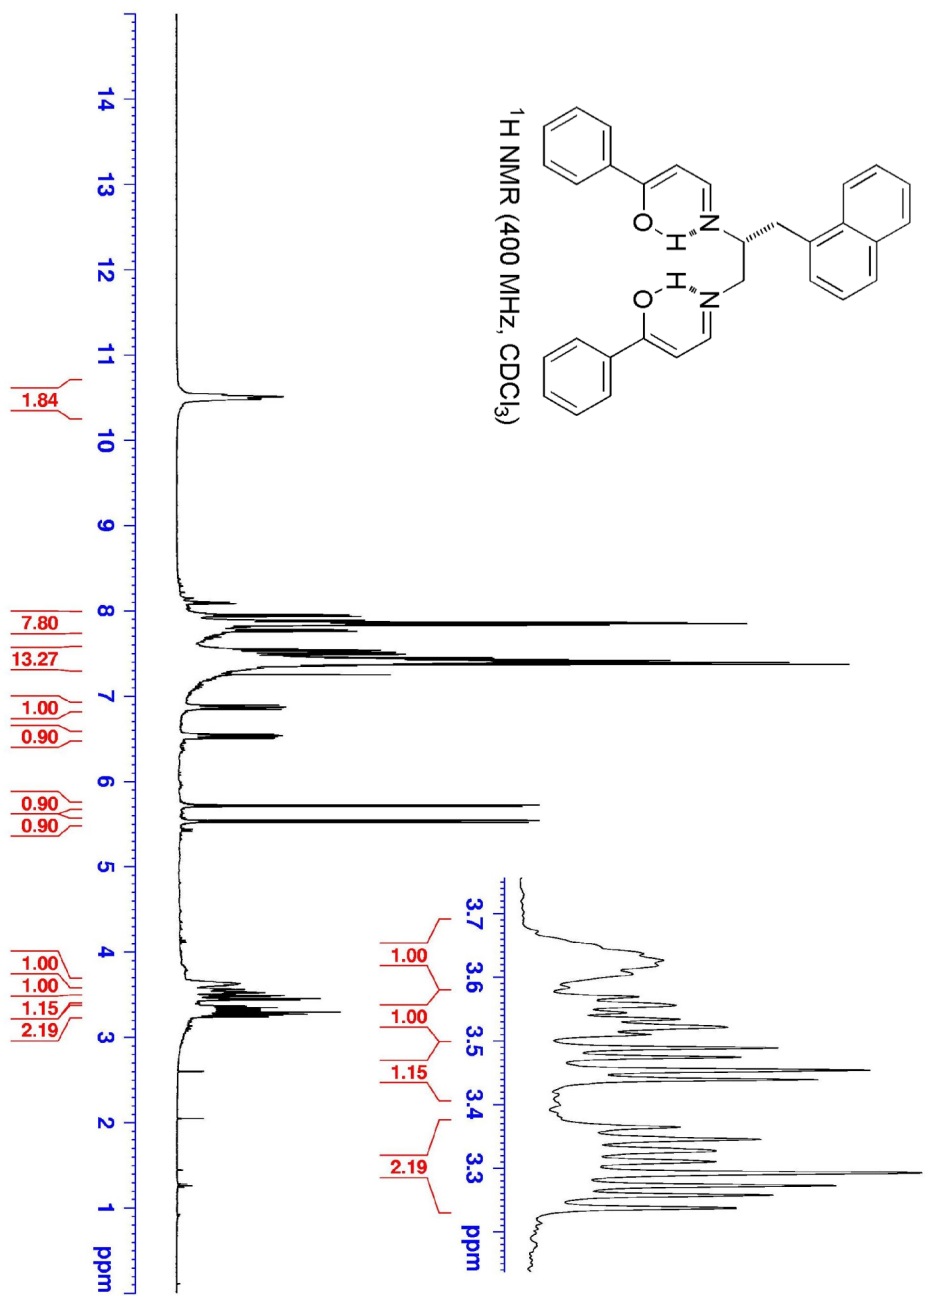 N
N
H
H
O
O
¹H NMR (400 MHz, CDCl₃)
3.7 3.6 3.5 3.4 3.3 ppm
1.00 1.00 1.15 2.19
14 13 12 11 10 9 8 7 6 5 4 3 2 1 ppm
1.84 7.80 13.27 1.00 0.90 0.90 0.90 1.00 1.00 1.15 2.19